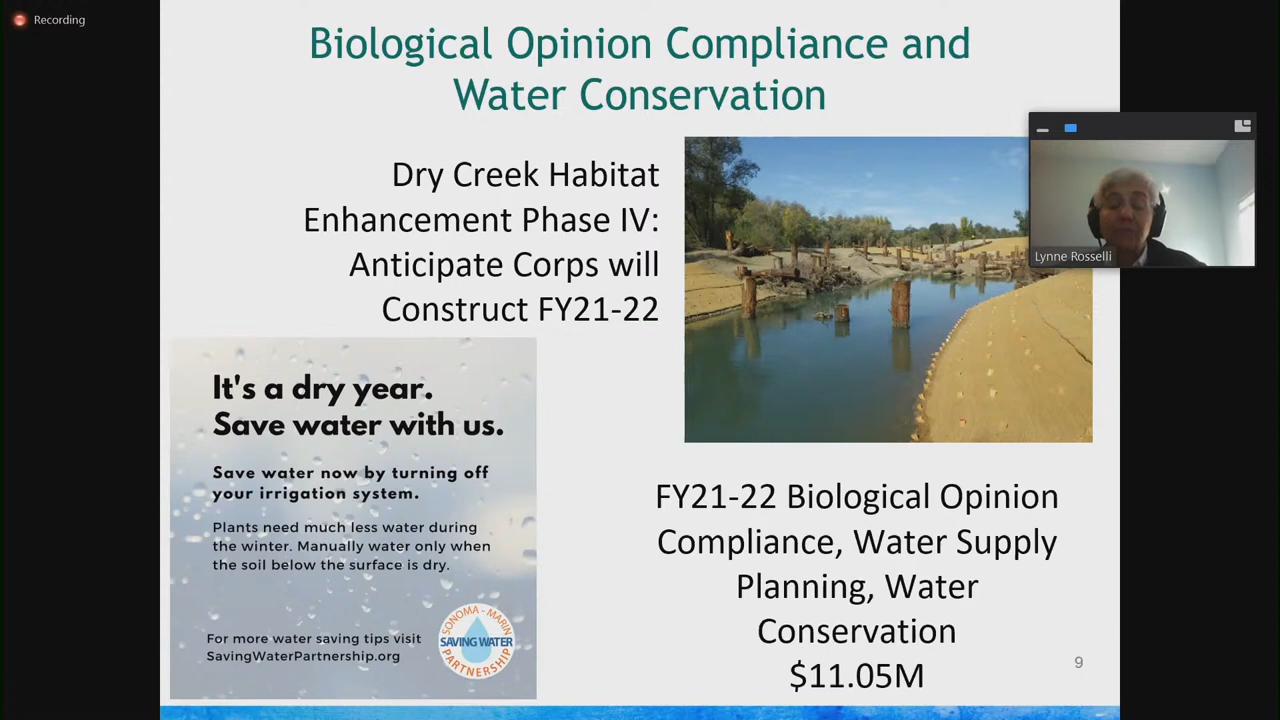 Recording
Biological Opinion Compliance and
Water Conservation
Dry Creek Habitat
Enhancement Phase IV:
Anticipate Corps will
Construct FY21-22
Lynne Rosselli
It's a dry year.
Save water with us.
Save water now by turning off
your irrigation system.
Plants need much less water during
the winter. Manually water only when
the soil below the surface is dry.
For more water saving tips visit
SavingWaterPartnership.org
SONOMA - MARIN
SAVING WATER
PARTNERSHIP
FY21-22 Biological Opinion
Compliance, Water Supply
Planning, Water
Conservation
$11.05M
9